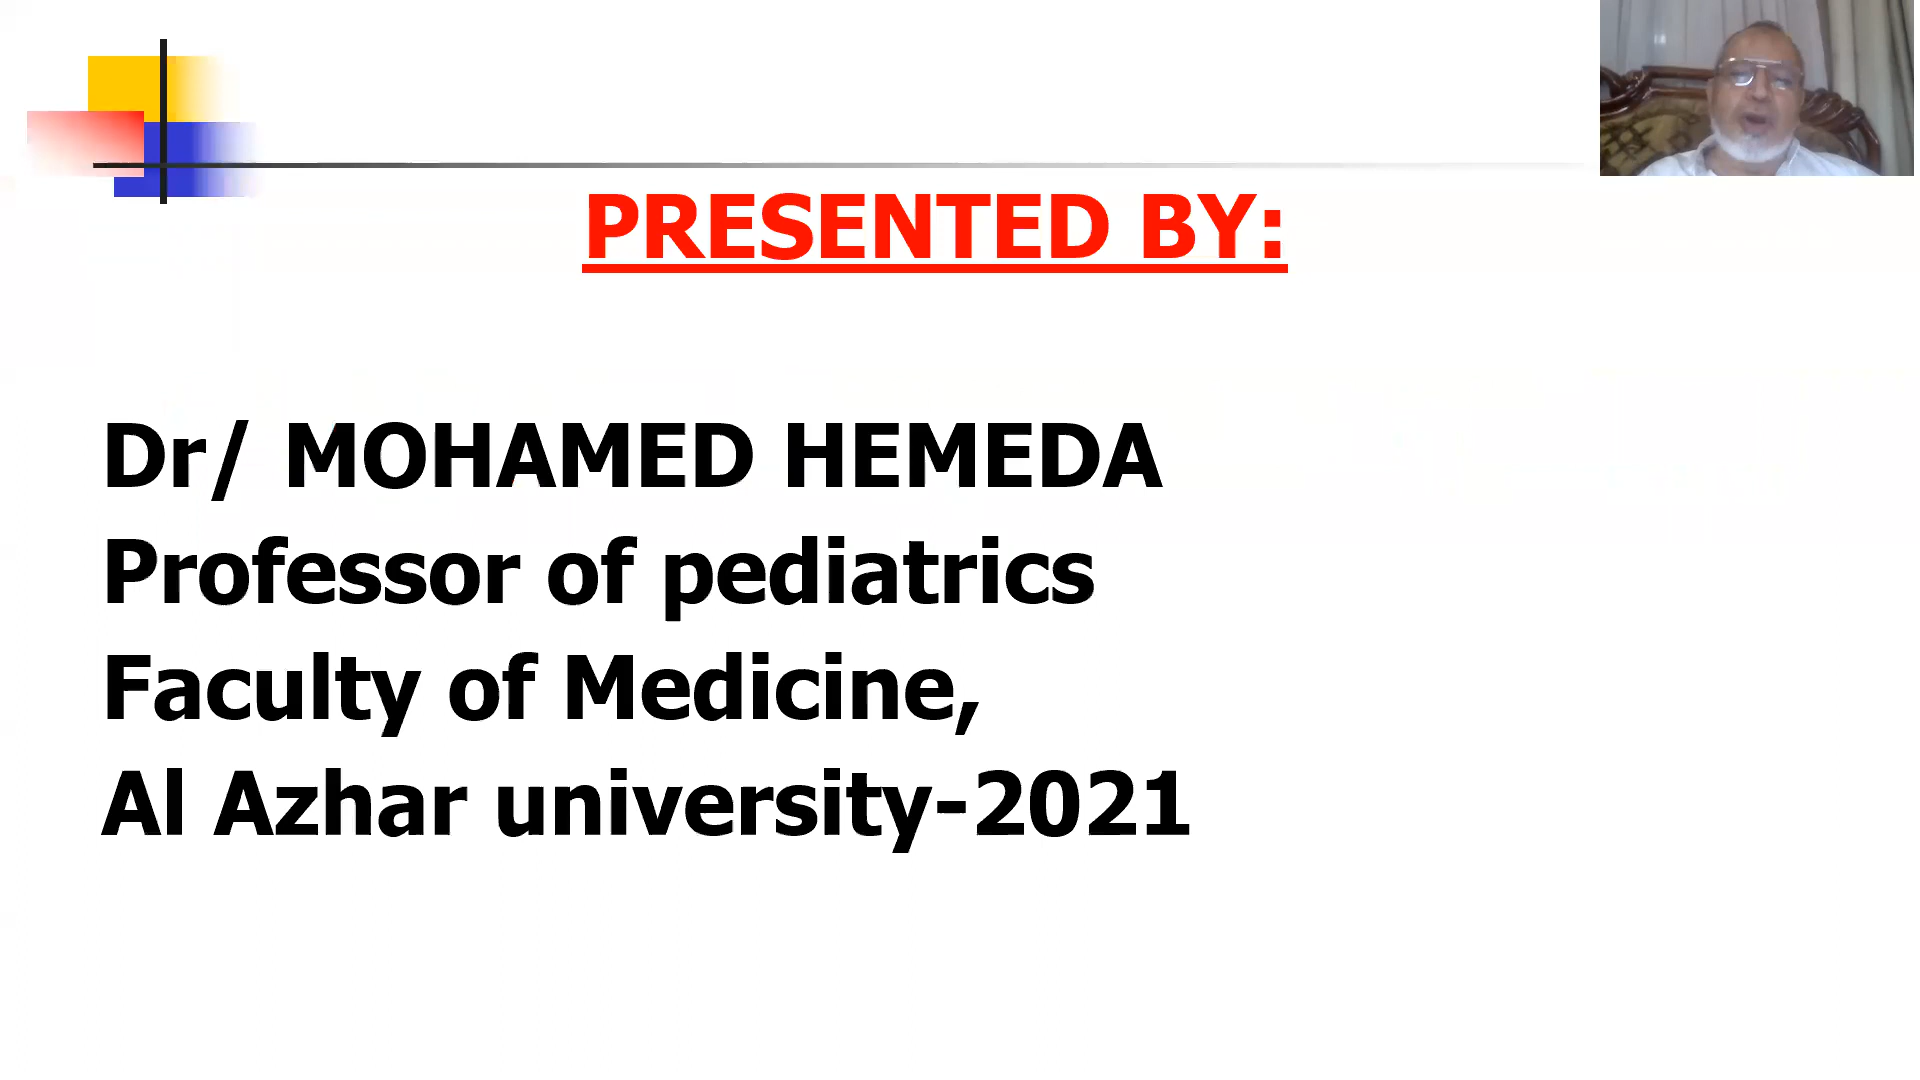 PRESENTED BY:
Dr/ MOHAMED HEMEDA
Professor of pediatrics
Faculty of Medicine,
Al Azhar university-2021